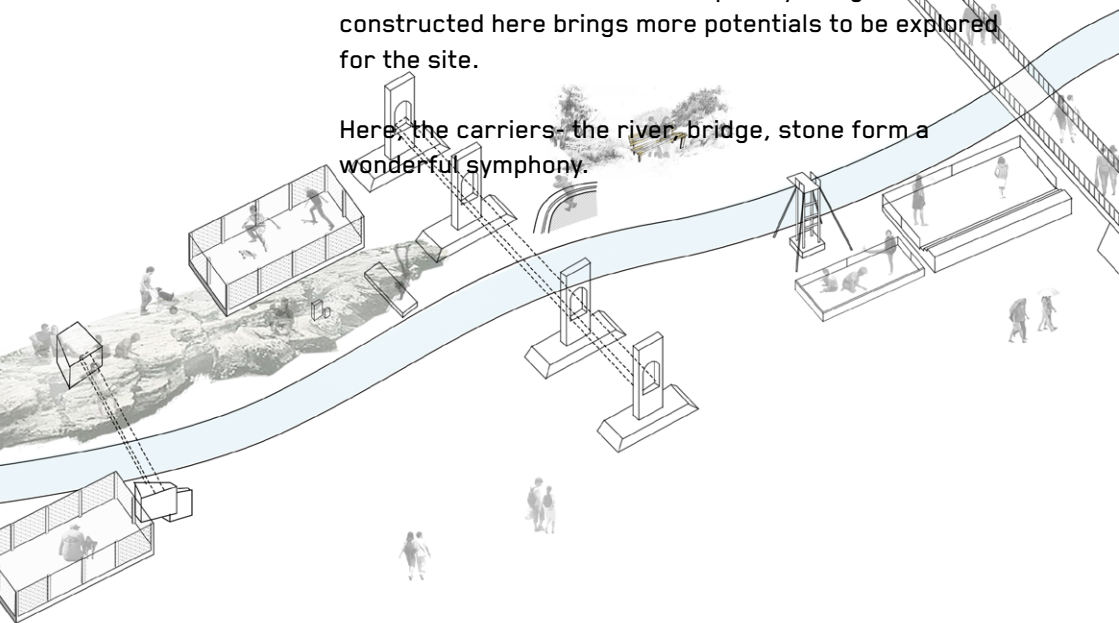 constructed here brings more potentials to be explored
for the site.
Here, the carriers- the river, bridge, stone form a
wonderful symphony.